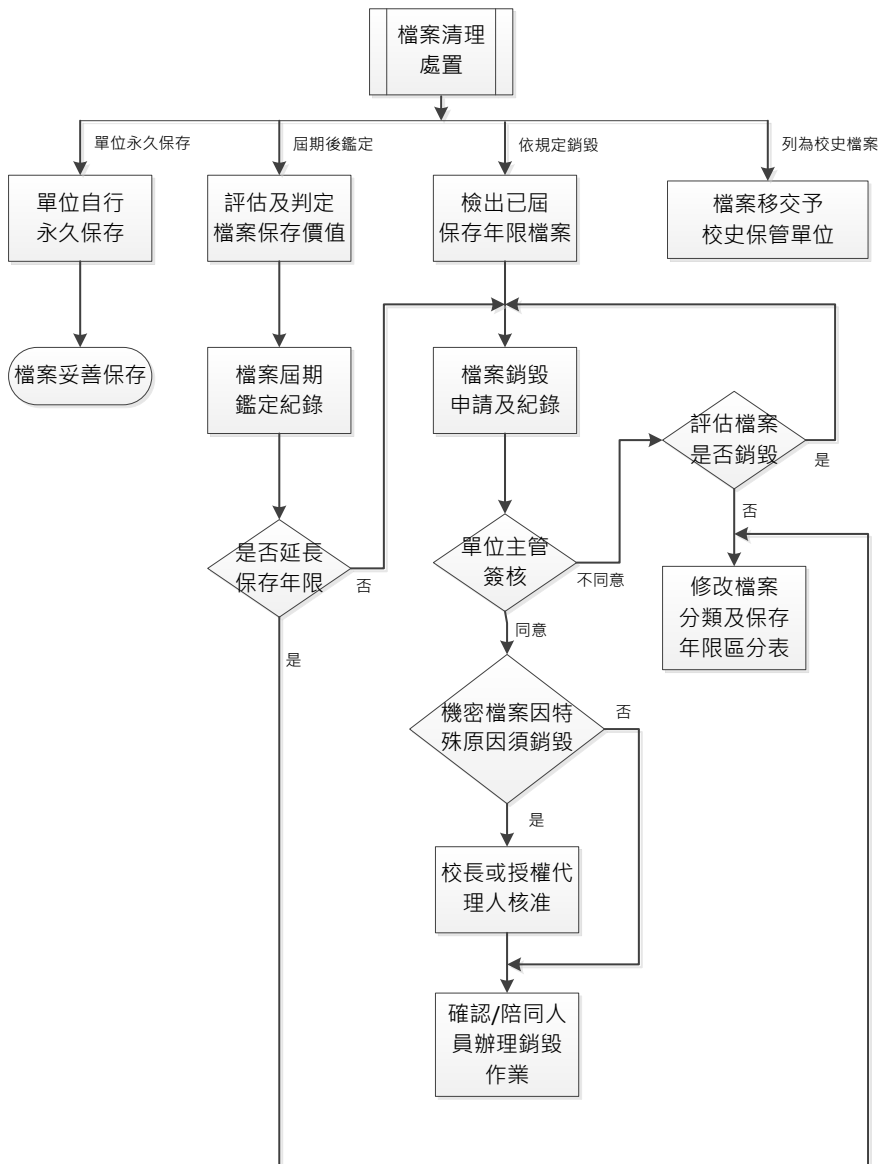 檔案清理
處置
單位永久保存
屆期後鑑定
依規定銷毀
列為校史檔案
單位自行
永久保存
評估及判定
檔案保存價值
檢出已屆
保存年限檔案
檔案移交予
校史保管單位
檔案妥善保存
檔案屆期
鑑定紀錄
檔案銷毀
申請及紀錄
評估檔案
是否銷毀
是
否
是否延長
保存年限
否
是
單位主管
簽核
不同意
同意
修改檔案
分類及保存
年限區分表
機密檔案因特
殊原因須銷毀
否
是
校長或授權代
理人核准
確認/陪同人
員辦理銷毀
作業